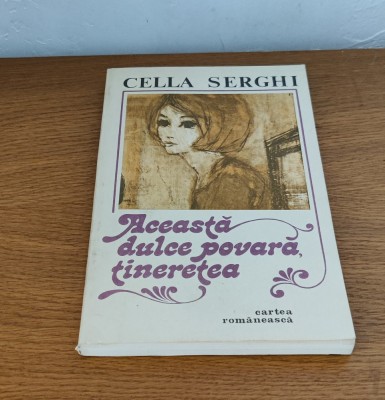 CELLA SERGHI
Această
dulce povară,
tinerețea
cartea
românească